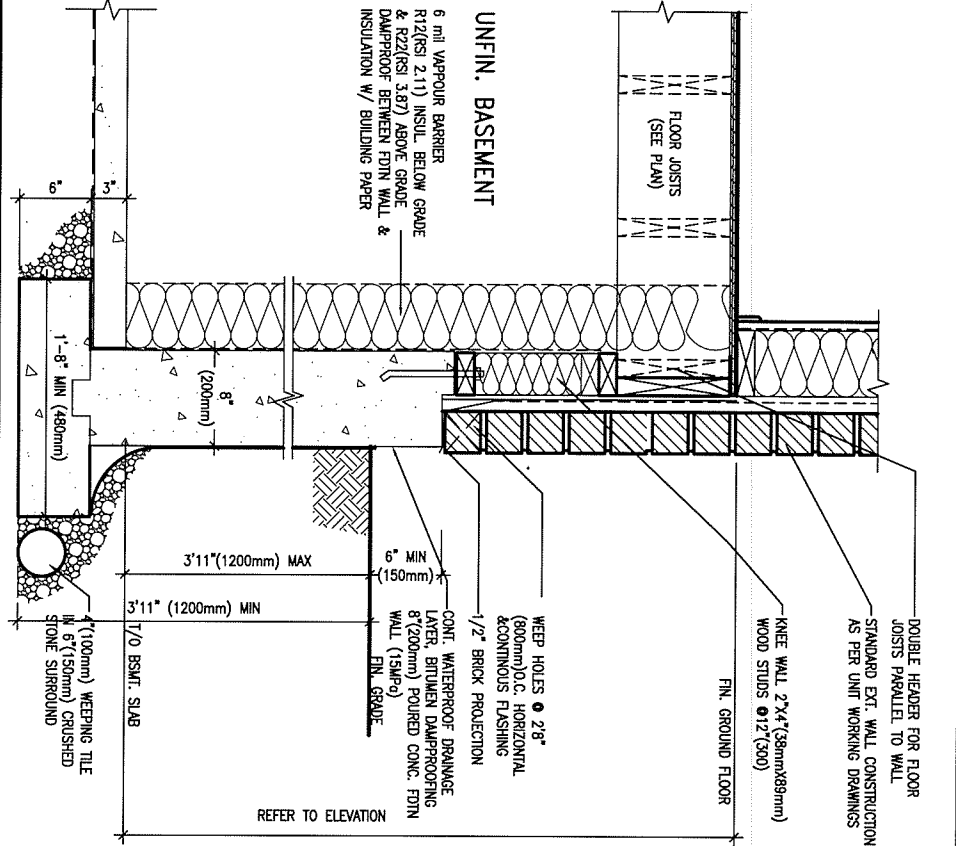 UNFIN. BASEMENT
6 mil VAPPOUR BARRIER
R12(RSI 2.11) INSUL. BELOW GRADE
& R22(RSI 3.87) ABOVE GRADE
DAMPPROOF BETWEEN FDTN WALL &
INSULATION W/ BUILDING PAPER
FLOOR JOISTS
(SEE PLAN)
DOUBLE HEADER FOR FLOOR
JOISTS PARALLEL TO WALL
STANDARD EXT. WALL CONSTRUCTION
AS PER UNIT WORKING DRAWINGS
KNEE WALL 2"X4"(38mmX89mm)
WOOD STUDS @12"(300)
FIN. GROUND FLOOR
WEEP HOLES @ 2'8"
(800mm)O.C. HORIZONTAL
&CONTINOUS FLASHING
1/2" BRICK PROJECTION
CONT. WATERPROOF DRAINAGE
LAYER, BITUMEN DAMPPROOFING
8"(200mm) POURED CONC. FDTN
WALL (15MPa)
FIN. GRADE
6" MIN
(150mm)
3'11"(1200mm) MAX
3'11" (1200mm) MIN
REFER TO ELEVATION
8"
(200mm)
3"
6"
1'-8" MIN (480mm)
T/O BSMT. SLAB
4"(100mm) WEEPING TILE
IN 6"(150mm) CRUSHED
STONE SURROUND